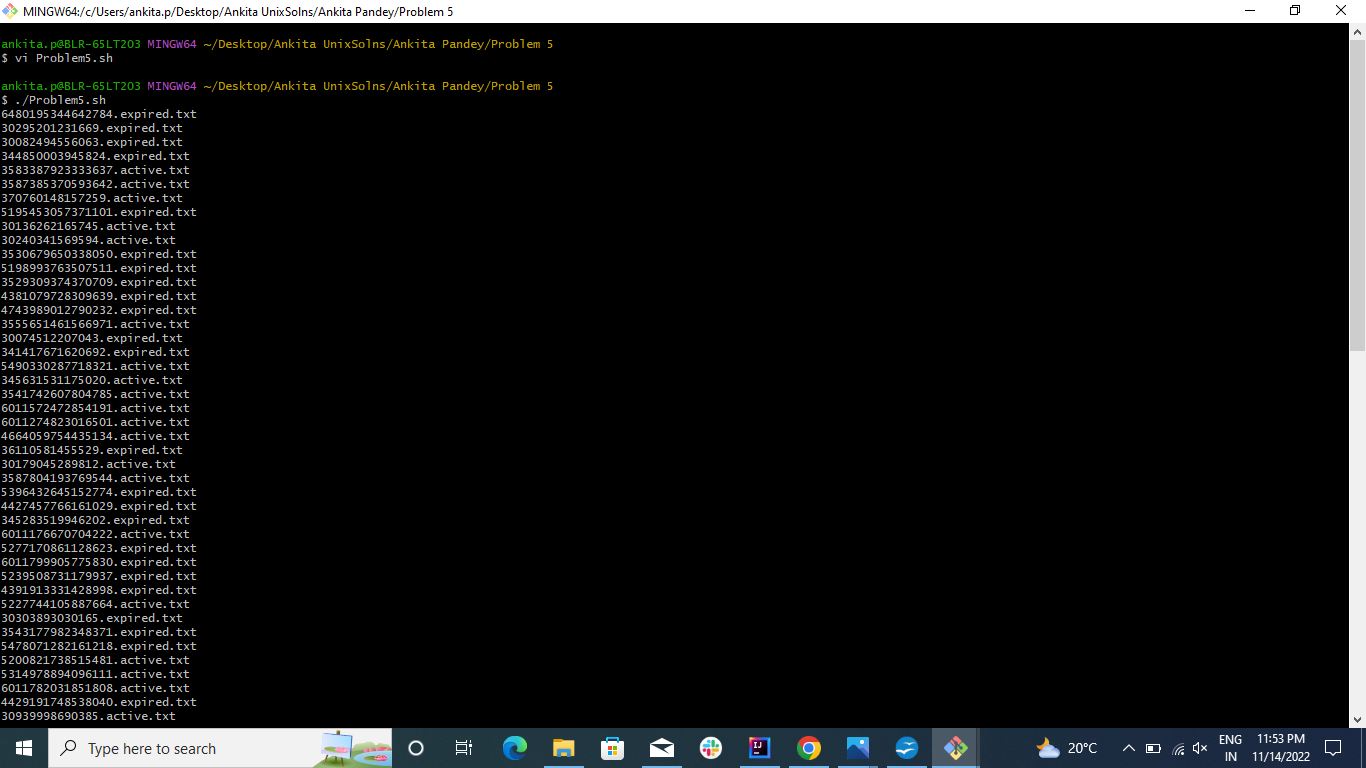 MINGW64:/c/Users/ankita.p/Desktop/Ankita UnixSolns/Ankita Pandey/Problem 5
ankita.p@BLR-65LT2O3 MINGW64 ~/Desktop/Ankita UnixSolns/Ankita Pandey/Problem 5
$ vi Problem5.sh
ankita.p@BLR-65LT2O3 MINGW64 ~/Desktop/Ankita UnixSolns/Ankita Pandey/Problem 5
$ ./Problem5.sh
6480195344642784.expired.txt
30295201231669.expired.txt
30082494556063.expired.txt
344850003945824.expired.txt
3583387923333637.active.txt
3587385370593642.active.txt
370760148157259.active.txt
5195453057371101.expired.txt
30136262165745.active.txt
30240341569594.active.txt
3530679650338050.expired.txt
5198993763507511.expired.txt
3529309374370709.expired.txt
4381079728309639.expired.txt
4743989012790232.expired.txt
3555651461566971.active.txt
30074512207043.expired.txt
341417671620692.expired.txt
5490330287718321.active.txt
345631531175020.active.txt
3541742607804785.active.txt
6011572472854191.active.txt
6011274823016501.active.txt
4664059754435134.active.txt
36110581455529.expired.txt
30179045289812.active.txt
3587804193769544.active.txt
5396432645152774.expired.txt
4427457766161029.expired.txt
345283519946202.expired.txt
6011176670704222.active.txt
5277170861128623.expired.txt
6011799905775830.expired.txt
5239508731179937.expired.txt
4391913331428998.expired.txt
5227744105887664.active.txt
30303893030165.expired.txt
3543177982348371.expired.txt
5478071282161218.expired.txt
5200821738515481.active.txt
5314978894096111.active.txt
6011782031851808.active.txt
4429191748538040.expired.txt
30939998690385.active.txt
Type here to search
20°C
ENG
IN
11:53 PM
11/14/2022